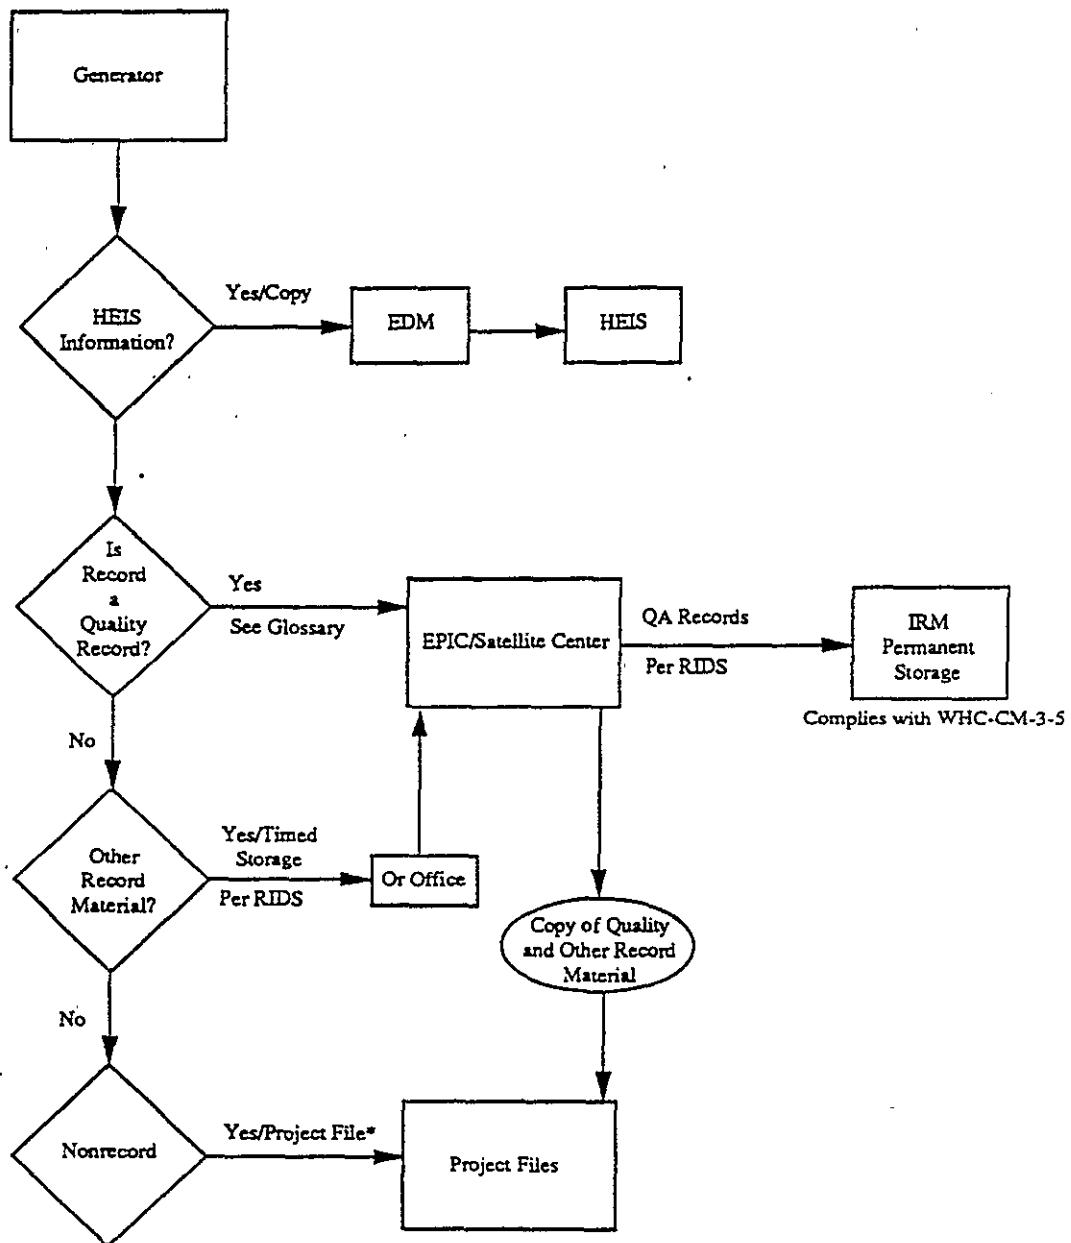 Generator
HEIS
Information?
Yes/Copy
EDM
HEIS
Is
Record
a
Quality
Record?
Yes
See Glossary
EPIC/Satellite Center
QA Records
Per RIDS
IRM
Permanent
Storage
Complies with WHC-CM-3-5
No
Other
Record
Material?
Yes/Timed
Storage
Per RIDS
Or Office
Copy of Quality
and Other Record
Material
No
Nonrecord
Yes/Project File*
Project Files